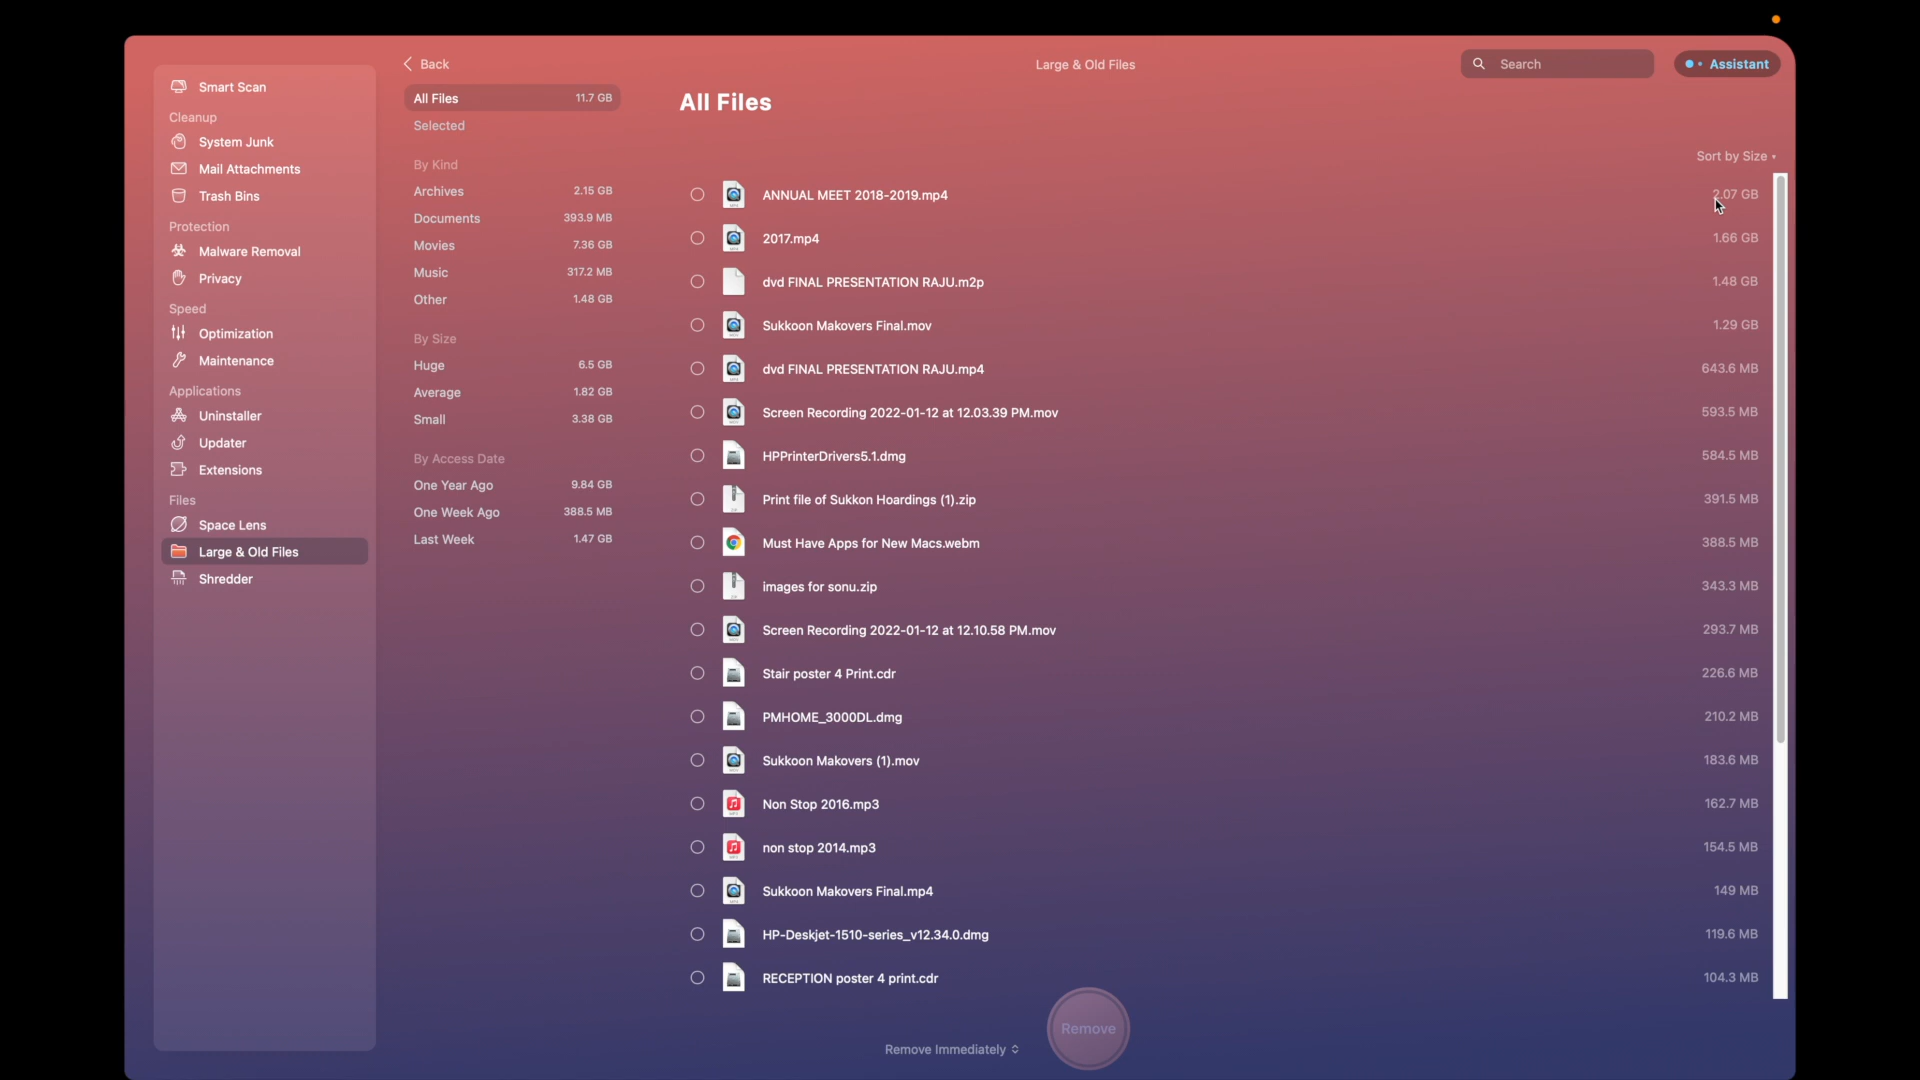 Smart Scan
Cleanup
System Junk
Mail Attachments
Trash Bins
Protection
Malware Removal
Privacy
Speed
Optimization
Maintenance
Applications
Uninstaller
Updater
Extensions
Files
Space Lens
Large & Old Files
Shredder
Back
All Files 11.7 GB
Selected
By Kind
Archives 2.15 GB
Documents 393.9 MB
Movies 7.36 GB
Music 317.2 MB
Other 1.48 GB
By Size
Huge 6.5 GB
Average 1.82 GB
Small 3.38 GB
By Access Date
One Year Ago 9.84 GB
One Week Ago 388.5 MB
Last Week 1.47 GB
Large & Old Files
Search
Assistant
All Files
Sort by Size
ANNUAL MEET 2018-2019.mp4 2.07 GB
2017.mp4 1.66 GB
dvd FINAL PRESENTATION RAJU.m2p 1.48 GB
Sukkoon Makovers Final.mov 1.29 GB
dvd FINAL PRESENTATION RAJU.mp4 643.6 MB
Screen Recording 2022-01-12 at 12.03.39 PM.mov 593.5 MB
HPPrinterDrivers5.1.dmg 584.5 MB
Print file of Sukkon Hoardings (1).zip 391.5 MB
Must Have Apps for New Macs.webm 388.5 MB
images for sonu.zip 343.3 MB
Screen Recording 2022-01-12 at 12.10.58 PM.mov 293.7 MB
Stair poster 4 Print.cdr 226.6 MB
PMHOME_3000DL.dmg 210.2 MB
Sukkoon Makovers (1).mov 183.6 MB
Non Stop 2016.mp3 162.7 MB
non stop 2014.mp3 154.5 MB
Sukkoon Makovers Final.mp4 149 MB
HP-Deskjet-1510-series_v12.34.0.dmg 119.6 MB
RECEPTION poster 4 print.cdr 104.3 MB
Remove Immediately
Remove